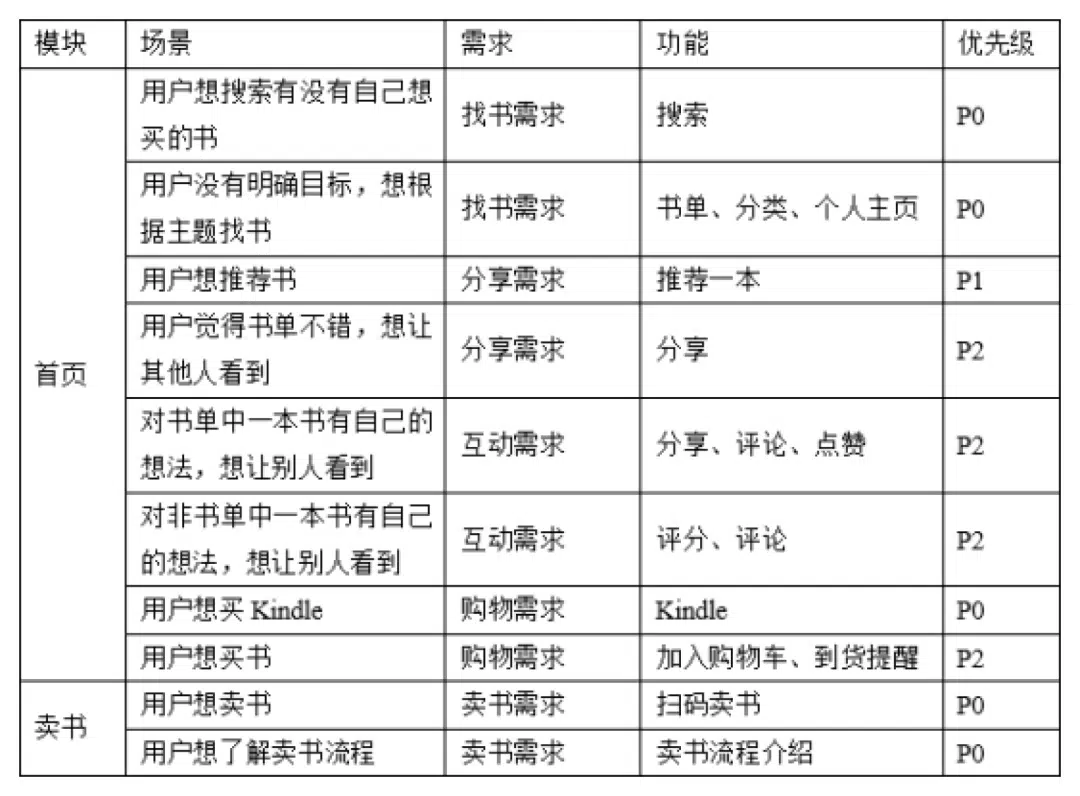 模块 场景 需求 功能 优先级
首页
用户想搜索有没有自己想
买的书
找书需求 搜索 P0
用户没有明确目标，想根
据主题找书
找书需求 书单、分类、个人主页 P0
用户想推荐书 分享需求 推荐一本 P1
用户觉得书单不错，想让
其他人看到
分享需求 分享 P2
对书单中一本书有自己的
想法，想让别人看到
互动需求 分享、评论、点赞 P2
对非书单中一本书有自己
的想法，想让别人看到
互动需求 评分、评论 P2
用户想买 Kindle 购物需求 Kindle P0
用户想买书 购物需求 加入购物车、到货提醒 P2
卖书
用户想卖书 卖书需求 扫码卖书 P0
用户想了解卖书流程 卖书需求 卖书流程介绍 P0